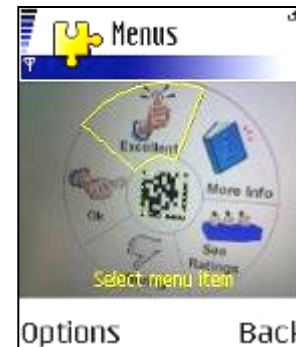 Menus
Excellent
More Info
Ok
See
Ratings
Select menu item
Options
Back